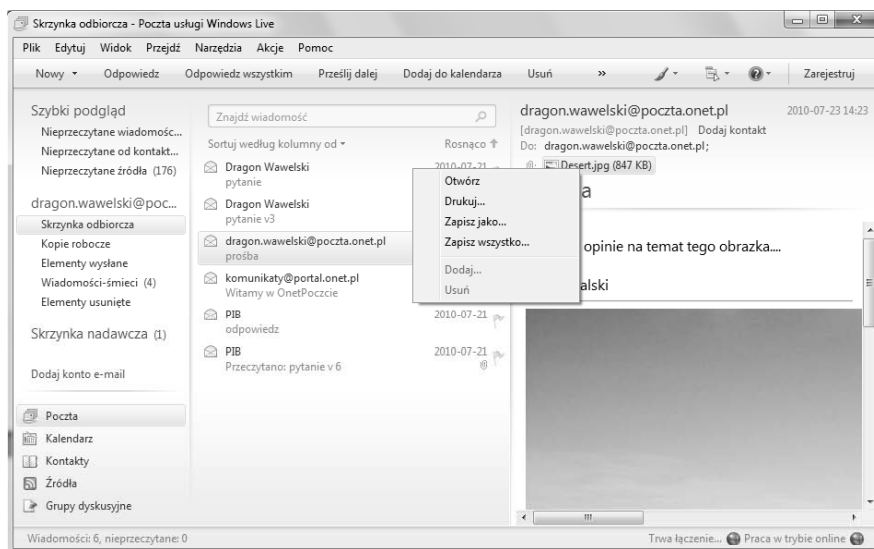 Skrzynka odbiorcza - Poczta usługi Windows Live
Plik Edytuj Widok Przejdź Narzędzia Akcje Pomoc
Nowy Odpowiedz Odpowiedz wszystkim Prześlij dalej Dodaj do kalendarza Usuń » Zarejestruj
Szybki podgląd
Nieprzeczytane wiadomośc...
Nieprzeczytane od kontakt...
Nieprzeczytane źródła (176)
dragon.wawelski@poc...
Skrzynka odbiorcza
Kopie robocze
Elementy wysłane
Wiadomości-śmieci (4)
Elementy usunięte
Skrzynka nadawcza (1)
Dodaj konto e-mail
Poczta
Kalendarz
Kontakty
Źródła
Grupy dyskusyjne
Znajdź wiadomość
Sortuj według kolumny od Rosnąco
Dragon Wawelski 2010-07-21
pytanie
Dragon Wawelski
pytanie v3
dragon.wawelski@poczta.onet.pl
prośba
komunikaty@portal.onet.pl
Witamy w OnetPoczcie
PIB 2010-07-21
odpowiedz
PIB 2010-07-21
Przeczytano: pytanie v 6
Otwórz
Drukuj...
Zapisz jako...
Zapisz wszystko...
Dodaj...
Usuń
dragon.wawelski@poczta.onet.pl 2010-07-23 14:23
[dragon.wawelski@poczta.onet.pl] Dodaj kontakt
Do: dragon.wawelski@poczta.onet.pl;
Desert.jpg (847 KB)
a
opinie na temat tego obrazka....
alski
Wiadomości: 6, nieprzeczytane: 0
Trwa łączenie... Praca w trybie online